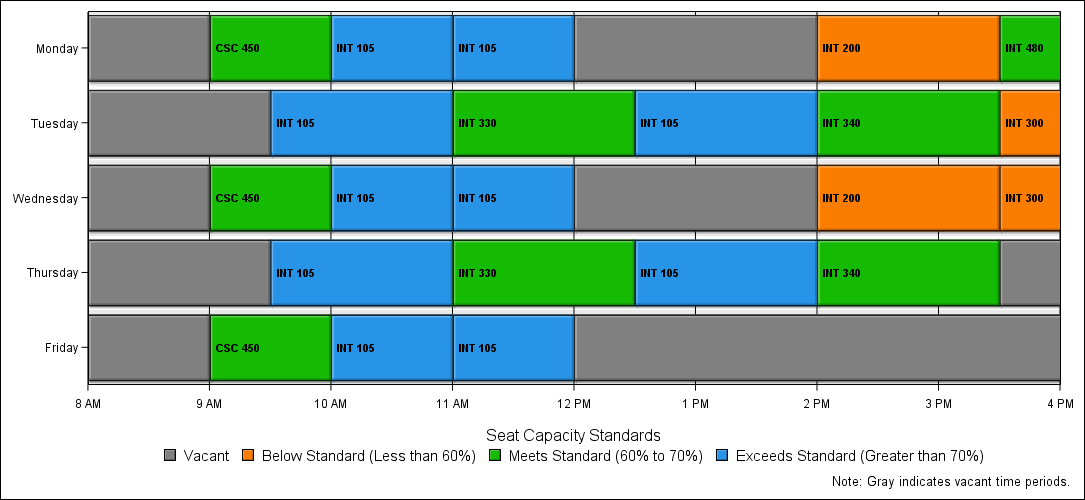 Monday CSC 450 INT 105 INT 105 INT 200 INT 480
Tuesday INT 105 INT 330 INT 105 INT 340 INT 300
Wednesday CSC 450 INT 105 INT 105 INT 200 INT 300
Thursday INT 105 INT 330 INT 105 INT 340
Friday CSC 450 INT 105 INT 105
8 AM 9 AM 10 AM 11 AM 12 PM 1 PM 2 PM 3 PM 4 PM
Seat Capacity Standards
Vacant Below Standard (Less than 60%) Meets Standard (60% to 70%) Exceeds Standard (Greater than 70%)
Note: Gray indicates vacant time periods.